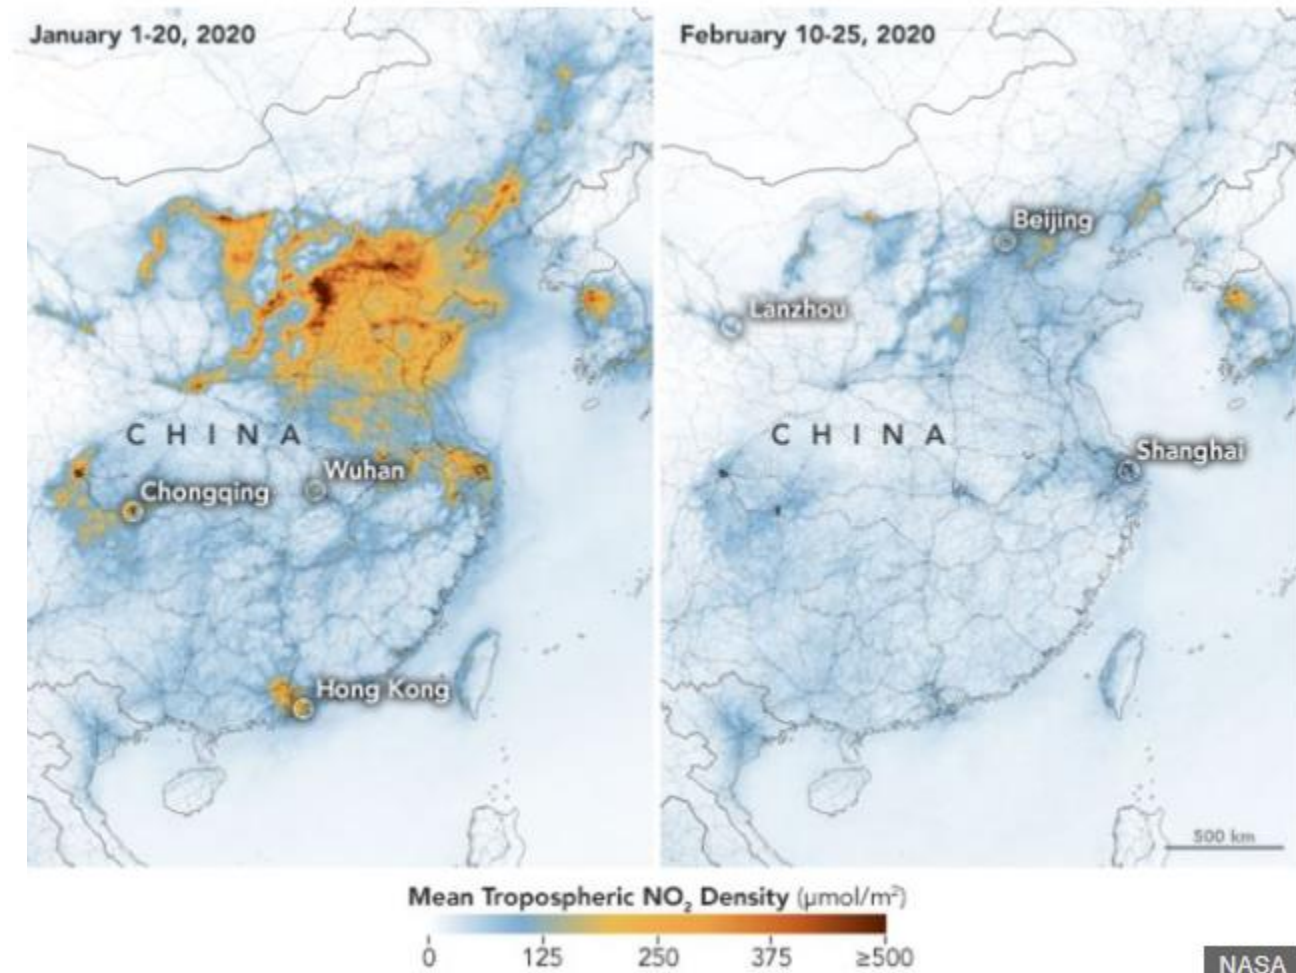 January 1-20, 2020
February 10-25, 2020
Beijing
Lanzhou
CHINA
CHINA
Shanghai
Wuhan
Chongqing
Hong Kong
500 km
Mean Tropospheric NO₂ Density (µmol/m²)
0 125 250 375 ≥500
NASA